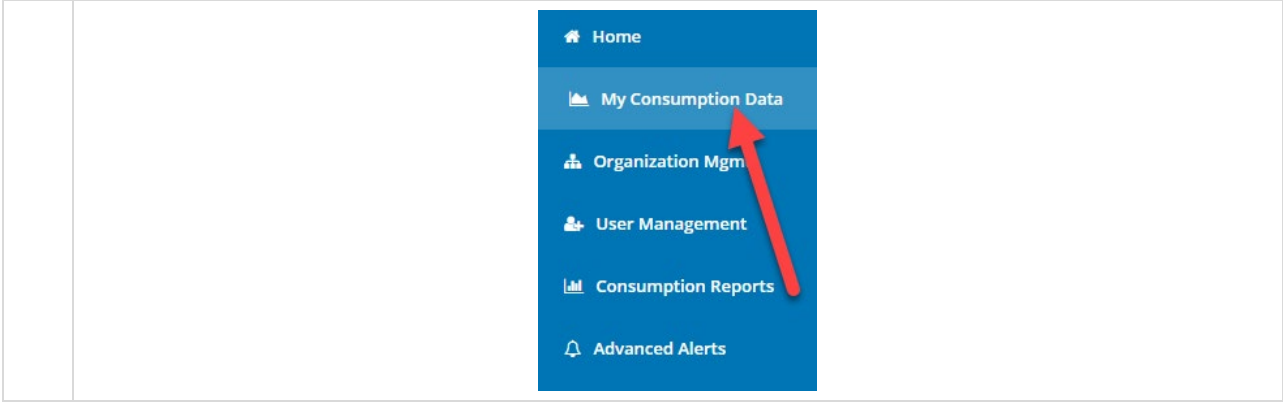 Home
My Consumption Data
Organization Mgm
User Management
Consumption Reports
Advanced Alerts